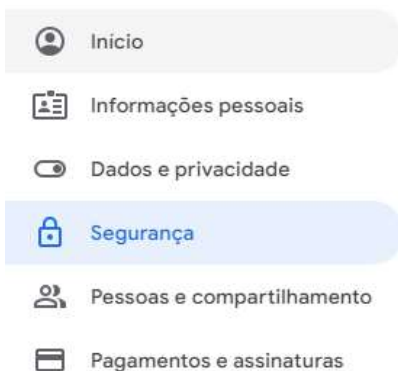 Início
Informações pessoais
Dados e privacidade
Segurança
Pessoas e compartilhamento
Pagamentos e assinaturas